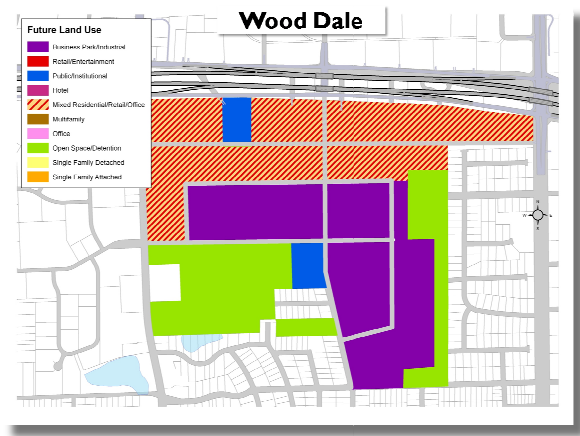 Wood Dale
Future Land Use
Business Park/Industrial
Retail/Entertainment
Public/Institutional
Hotel
Mixed Residential/Retail/Office
Multifamily
Office
Open Space/Detention
Single Family Detached
Single Family Attached
N
W E
S